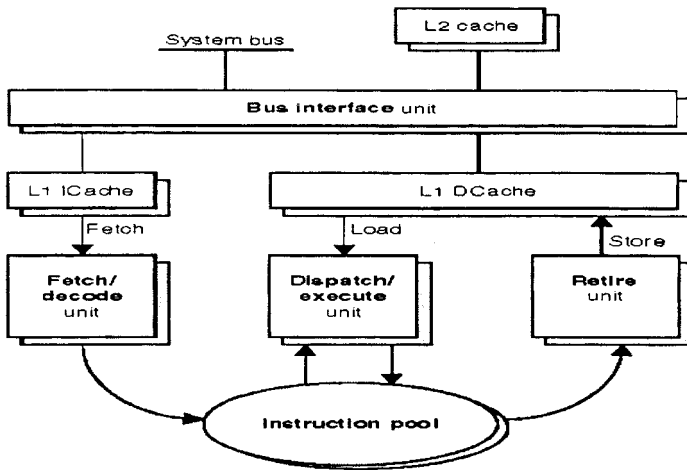 System bus
L2 cache
Bus interface unit
L1 ICache
L1 DCache
Fetch
Load
Store
Fetch/
decode
unit
Dispatch/
execute
unit
Retire
unit
Instruction pool